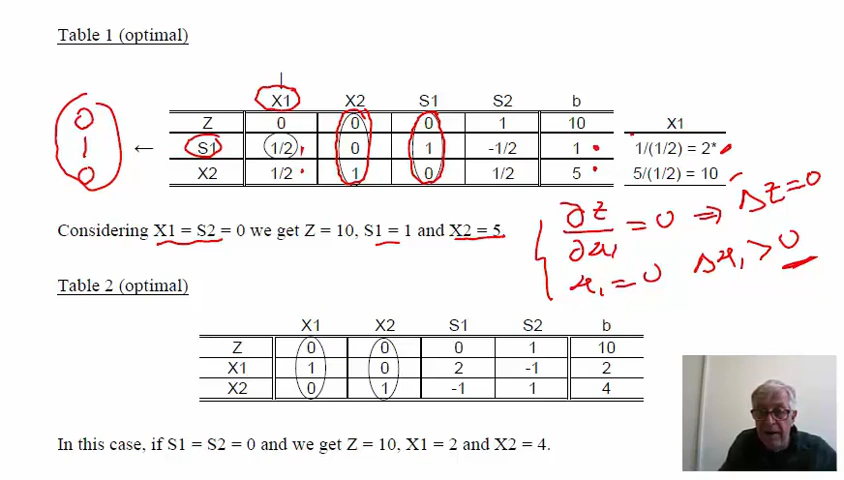 Table 1 (optimal)
X1 X2 S1 S2 b
Z 0 0 0 1 10 X1
0 S1 1/2 0 1 -1/2 1 1/(1/2) = 2*
1
0 X2 1/2 1 0 1/2 5 5/(1/2) = 10
∂Z/∂x1 = 0 ⇒ ΔZ=0
x1 = 0 Δx1 > 0
Considering X1 = S2 = 0 we get Z = 10, S1 = 1 and X2 = 5.
Table 2 (optimal)
X1 X2 S1 S2 b
Z 0 0 0 1 10
X1 1 0 2 -1 2
X2 0 1 -1 1 4
In this case, if S1 = S2 = 0 and we get Z = 10, X1 = 2 and X2 = 4.